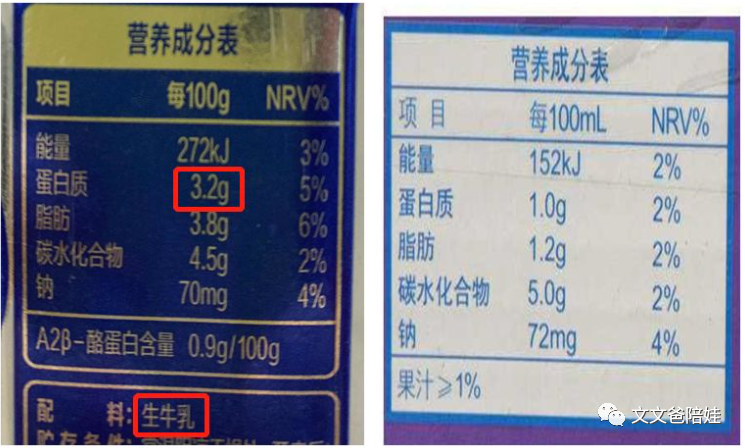 营养成分表
项目 每100g NRV%
能量 272kJ 3%
蛋白质 3.2g 5%
脂肪 3.8g 6%
碳水化合物 4.5g 2%
钠 70mg 4%
A2β-酪蛋白含量 0.9g/100g
配 料:生牛乳
贮存条件:
营养成分表
项 目 每100mL NRV%
能量 152kJ 2%
蛋白质 1.0g 2%
脂肪 1.2g 2%
碳水化合物 5.0g 2%
钠 72mg 4%
果汁≥1%
文文爸陪娃